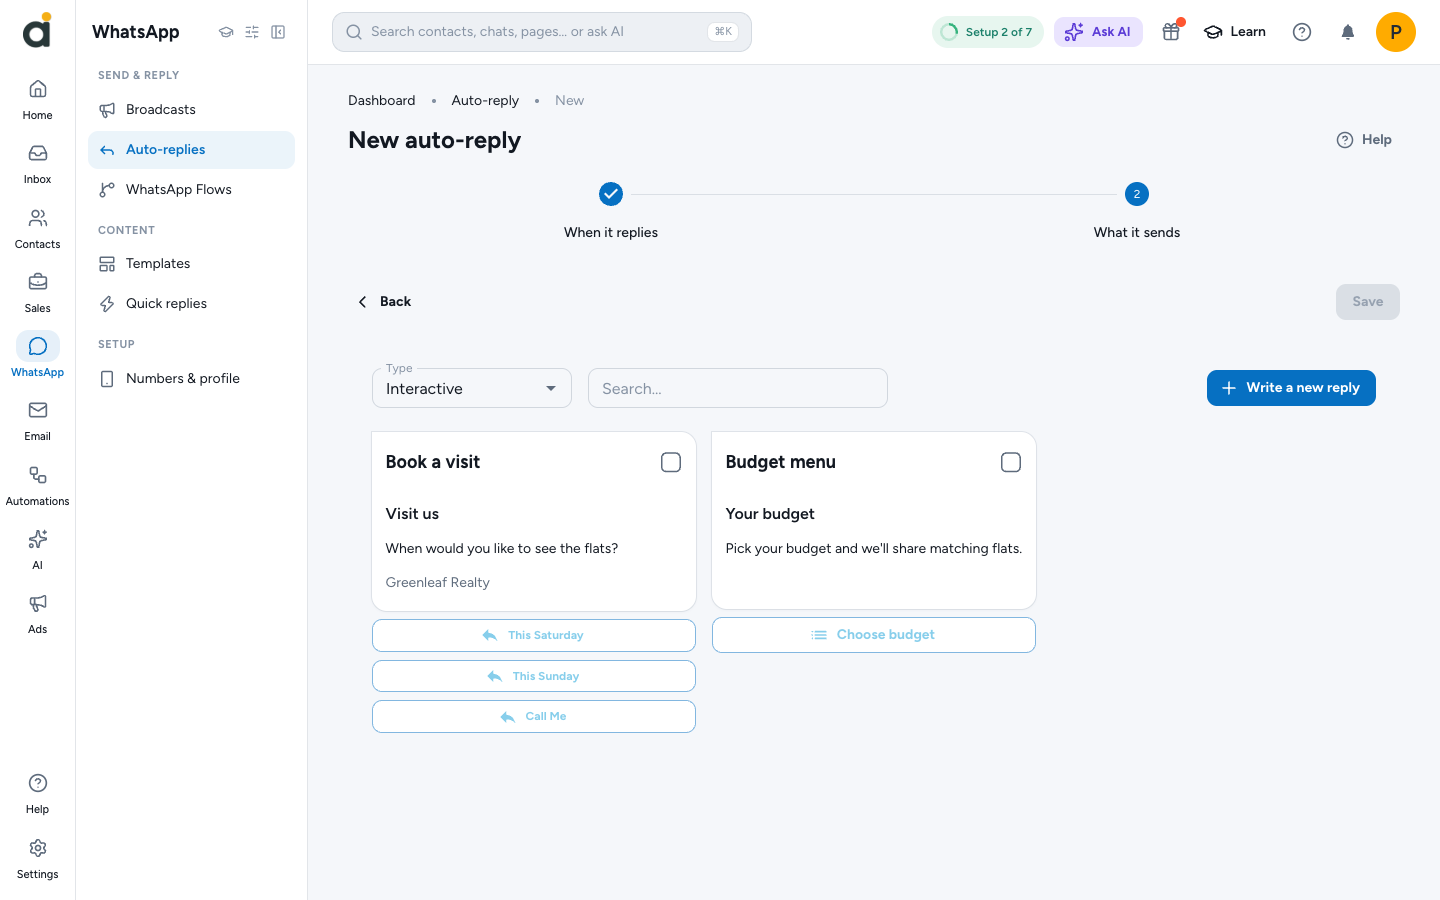 WhatsApp
Search contacts, chats, pages... or ask AI
⌘K
Setup 2 of 7
Ask AI
Learn
P
Home
Inbox
Contacts
Sales
WhatsApp
Email
Automations
AI
Ads
Help
Settings
SEND & REPLY
Broadcasts
Auto-replies
WhatsApp Flows
CONTENT
Templates
Quick replies
SETUP
Numbers & profile
Dashboard • Auto-reply • New
New auto-reply
Help
When it replies
2
What it sends
Back
Save
Type
Interactive
Search...
Write a new reply
Book a visit
Visit us
When would you like to see the flats?
Greenleaf Realty
This Saturday
This Sunday
Call Me
Budget menu
Your budget
Pick your budget and we'll share matching flats.
Choose budget